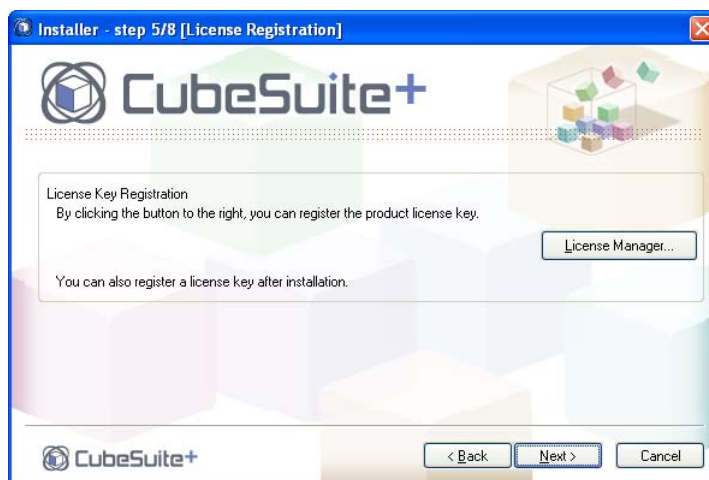 Installer - step 5/8 [License Registration]
CubeSuite+
License Key Registration
By clicking the button to the right, you can register the product license key.
License Manager...
You can also register a license key after installation.
CubeSuite+
< Back
Next >
Cancel